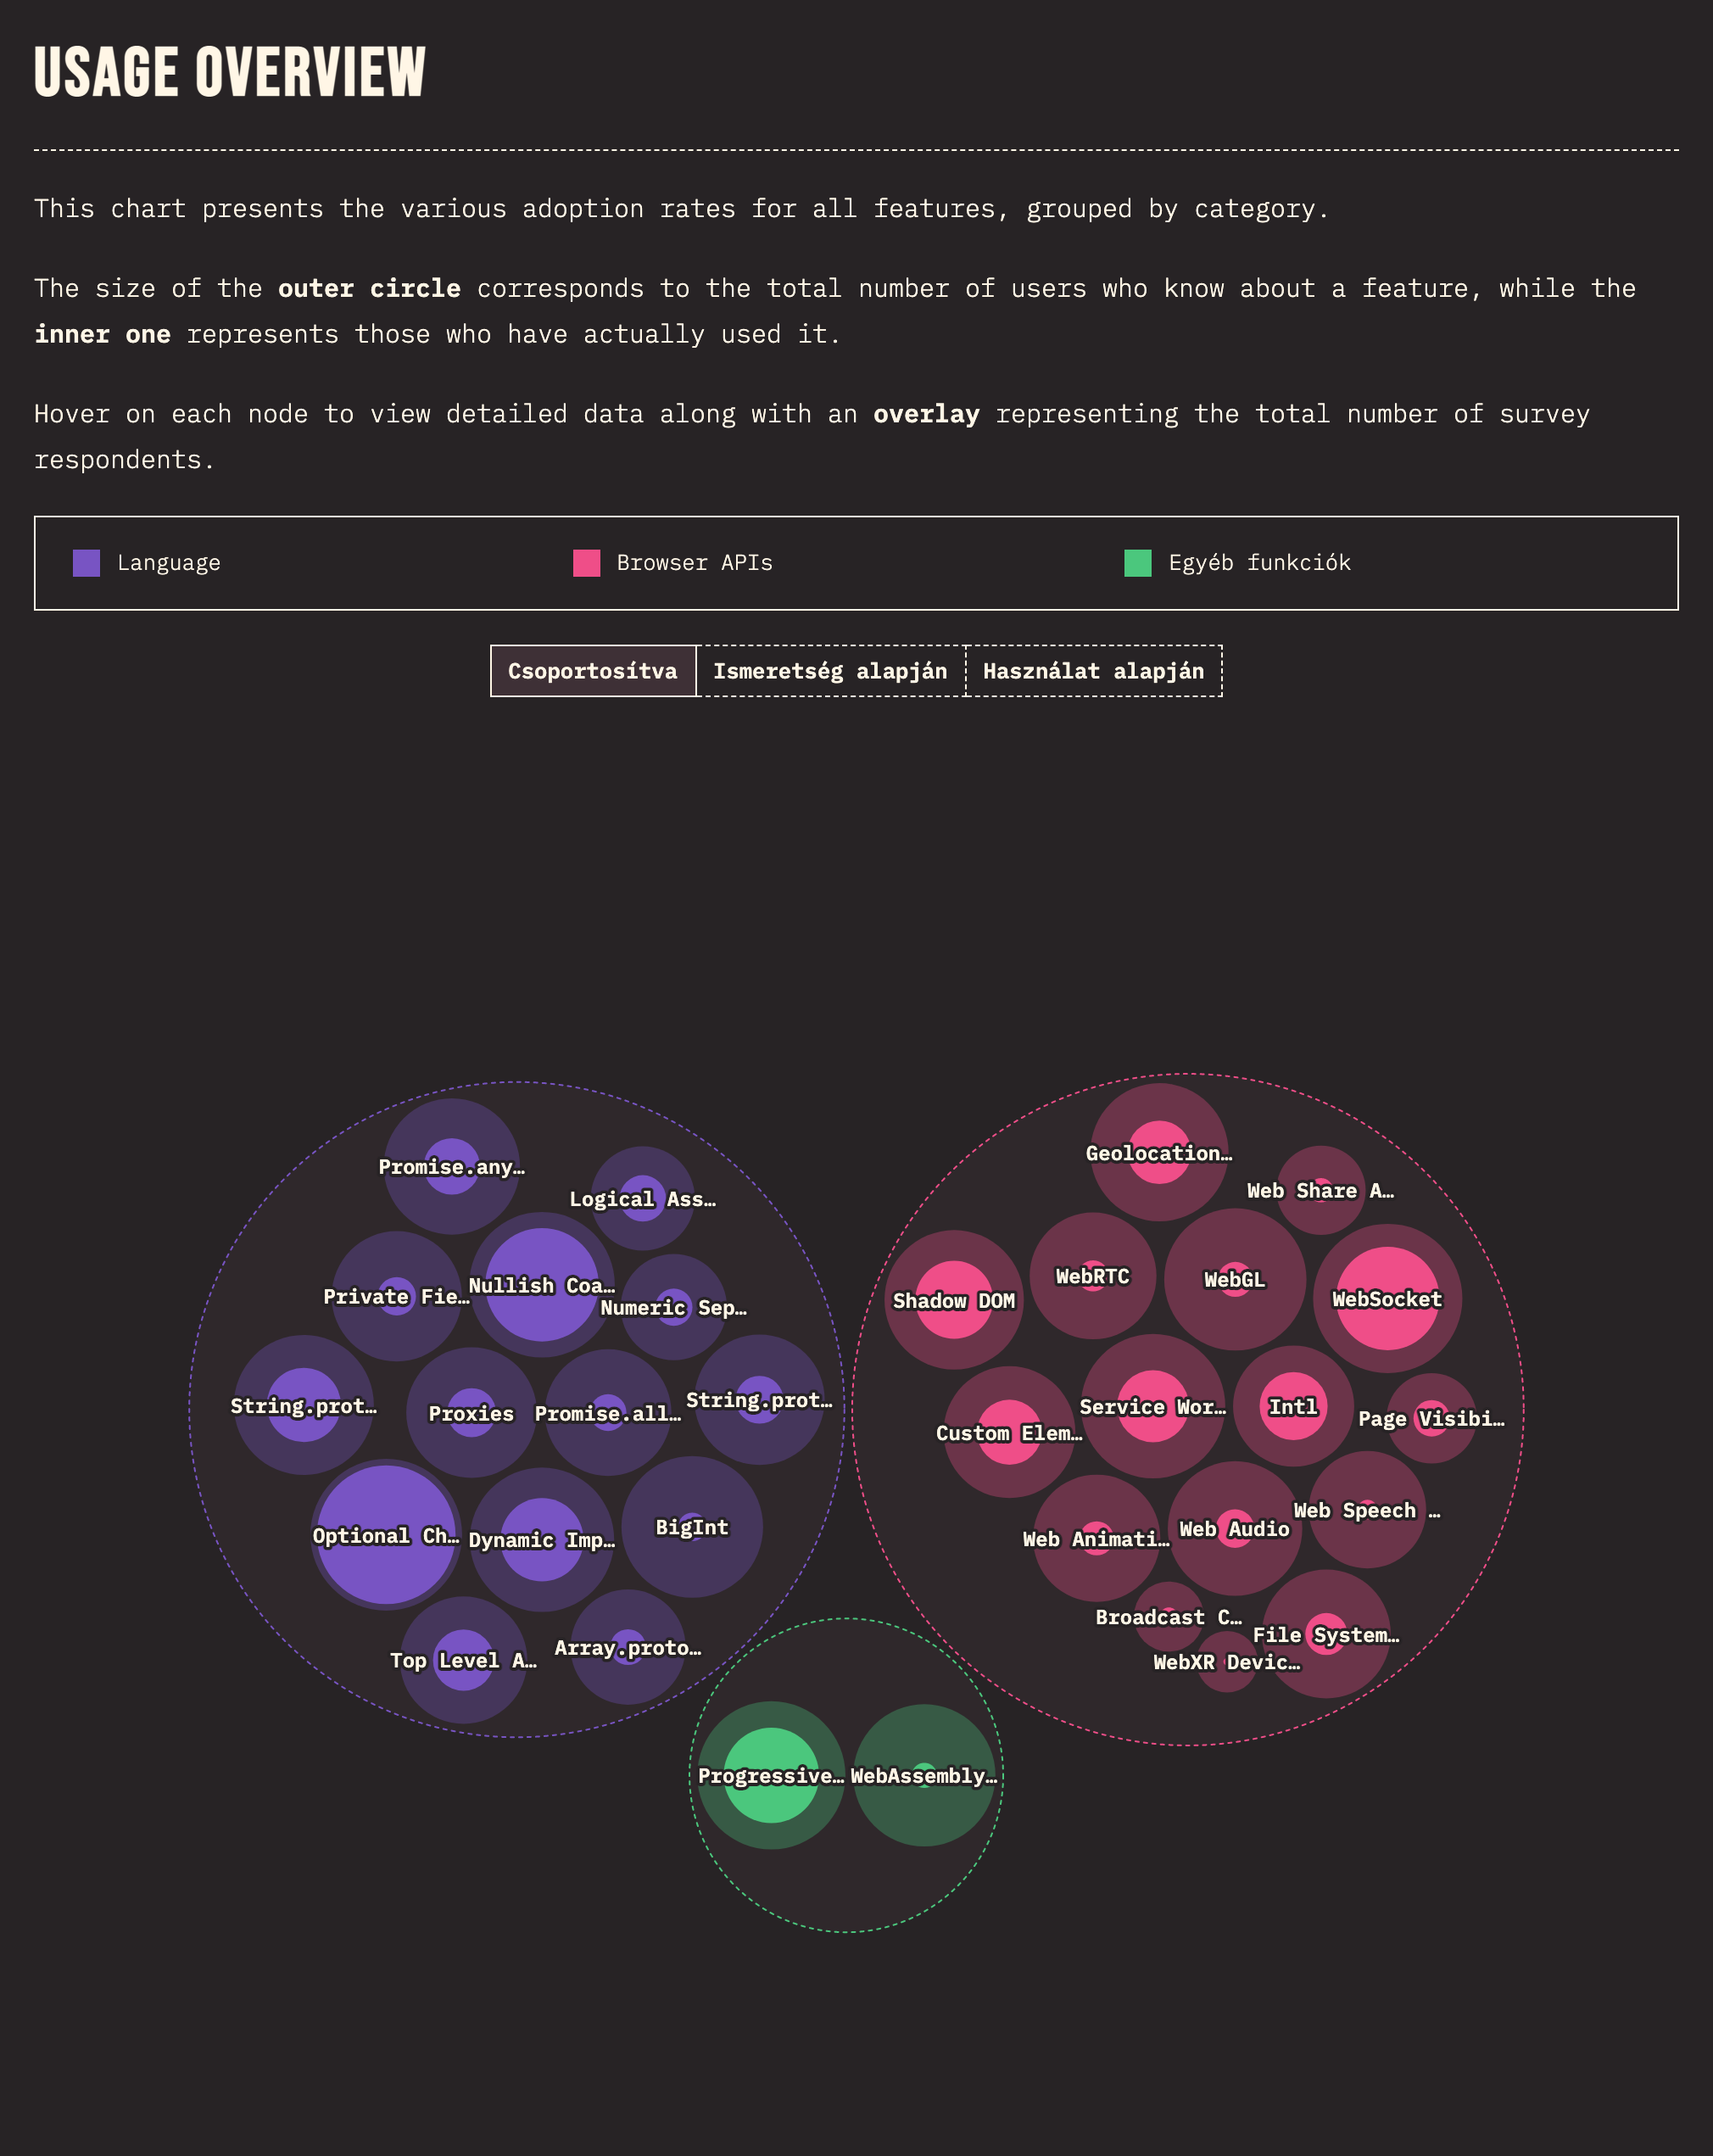 USAGE OVERVIEW
This chart presents the various adoption rates for all features, grouped by category.
The size of the outer circle corresponds to the total number of users who know about a feature, while the
inner one represents those who have actually used it.
Hover on each node to view detailed data along with an overlay representing the total number of survey
respondents.
Language
Browser APIs
Egyéb funkciók
Csoportosítva
Ismeretség alapján
Használat alapján
Promise.any…
Logical Ass…
Private Fie…
Nullish Coa…
Numeric Sep…
String.prot…
Proxies
Promise.all…
String.prot…
Optional Ch…
Dynamic Imp…
BigInt
Top Level A…
Array.proto…
Geolocation…
Web Share A…
Shadow DOM
WebRTC
WebGL
WebSocket
Custom Elem…
Service Wor…
Intl
Page Visibi…
Web Animati…
Web Audio
Web Speech …
Broadcast C…
File System…
WebXR Devic…
Progressive…
WebAssembly…